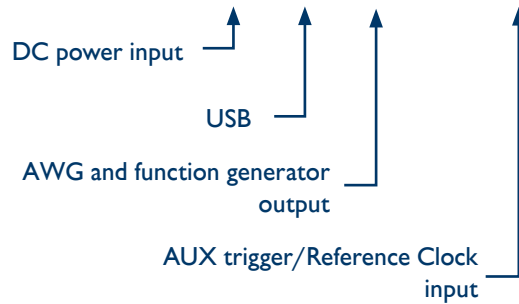 DC power input
USB
AWG and function generator
output
AUX trigger/Reference Clock
input